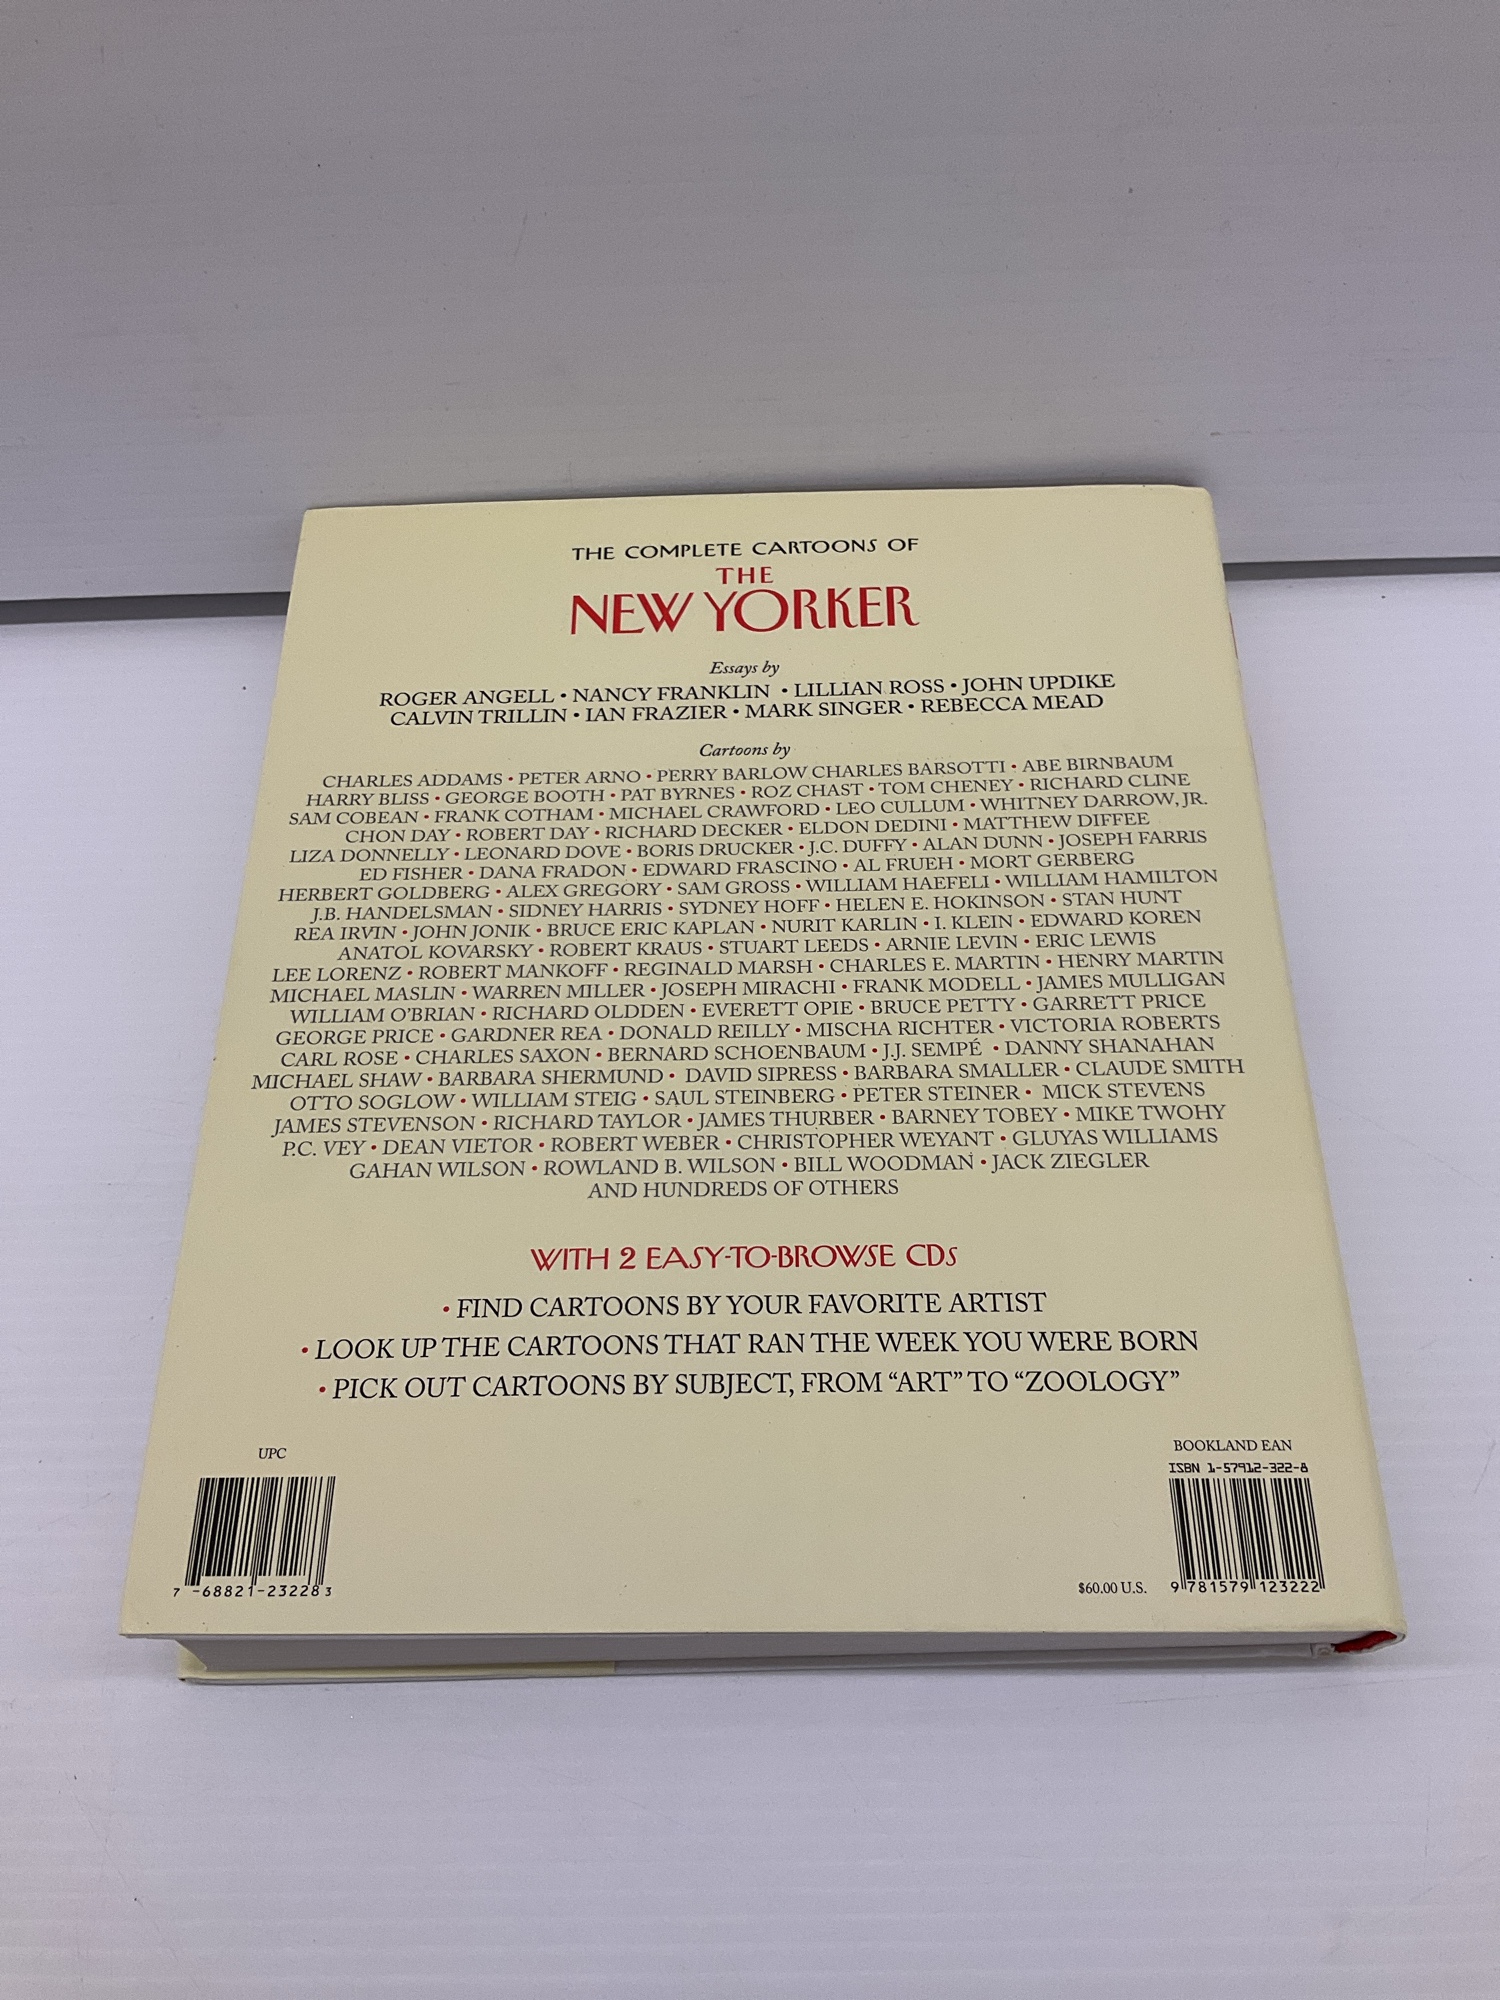 THE COMPLETE CARTOONS OF
THE
NEW YORKER
Essays by
ROGER ANGELL • NANCY FRANKLIN • LILLIAN ROSS • JOHN UPDIKE
CALVIN TRILLIN • IAN FRAZIER • MARK SINGER • REBECCA MEAD
Cartoons by
CHARLES ADDAMS • PETER ARNO • PERRY BARLOW CHARLES BARSOTTI • ABE BIRNBAUM
HARRY BLISS • GEORGE BOOTH • PAT BYRNES • ROZ CHAST • TOM CHENEY • RICHARD CLINE
SAM COBEAN • FRANK COTHAM • MICHAEL CRAWFORD • LEO CULLUM • WHITNEY DARROW, JR.
CHON DAY • ROBERT DAY • RICHARD DECKER • ELDON DEDINI • MATTHEW DIFFEE
LIZA DONNELLY • LEONARD DOVE • BORIS DRUCKER • J.C. DUFFY • ALAN DUNN • JOSEPH FARRIS
ED FISHER • DANA FRADON • EDWARD FRASCINO • AL FRUEH • MORT GERBERG
HERBERT GOLDBERG • ALEX GREGORY • SAM GROSS • WILLIAM HAEFELI • WILLIAM HAMILTON
J.B. HANDELSMAN • SIDNEY HARRIS • SYDNEY HOFF • HELEN E. HOKINSON • STAN HUNT
REA IRVIN • JOHN JONIK • BRUCE ERIC KAPLAN • NURIT KARLIN • I. KLEIN • EDWARD KOREN
ANATOL KOVARSKY • ROBERT KRAUS • STUART LEEDS • ARNIE LEVIN • ERIC LEWIS
LEE LORENZ • ROBERT MANKOFF • REGINALD MARSH • CHARLES E. MARTIN • HENRY MARTIN
MICHAEL MASLIN • WARREN MILLER • JOSEPH MIRACHI • FRANK MODELL • JAMES MULLIGAN
WILLIAM O'BRIAN • RICHARD OLDDEN • EVERETT OPIE • BRUCE PETTY • GARRETT PRICE
GEORGE PRICE • GARDNER REA • DONALD REILLY • MISCHA RICHTER • VICTORIA ROBERTS
CARL ROSE • CHARLES SAXON • BERNARD SCHOENBAUM • J.J. SEMPÉ • DANNY SHANAHAN
MICHAEL SHAW • BARBARA SHERMUND • DAVID SIPRESS • BARBARA SMALLER • CLAUDE SMITH
OTTO SOGLOW • WILLIAM STEIG • SAUL STEINBERG • PETER STEINER • MICK STEVENS
JAMES STEVENSON • RICHARD TAYLOR • JAMES THURBER • BARNEY TOBEY • MIKE TWOHY
P.C. VEY • DEAN VIETOR • ROBERT WEBER • CHRISTOPHER WEYANT • GLUYAS WILLIAMS
GAHAN WILSON • ROWLAND B. WILSON • BILL WOODMAN • JACK ZIEGLER
AND HUNDREDS OF OTHERS
WITH 2 EASY-TO-BROWSE CDs
• FIND CARTOONS BY YOUR FAVORITE ARTIST
• LOOK UP THE CARTOONS THAT RAN THE WEEK YOU WERE BORN
• PICK OUT CARTOONS BY SUBJECT, FROM “ART” TO “ZOOLOGY”
UPC
7 -68821-23228 3
BOOKLAND EAN
ISBN 1-57912-322-8
$60.00 U.S.
9 781579 123222